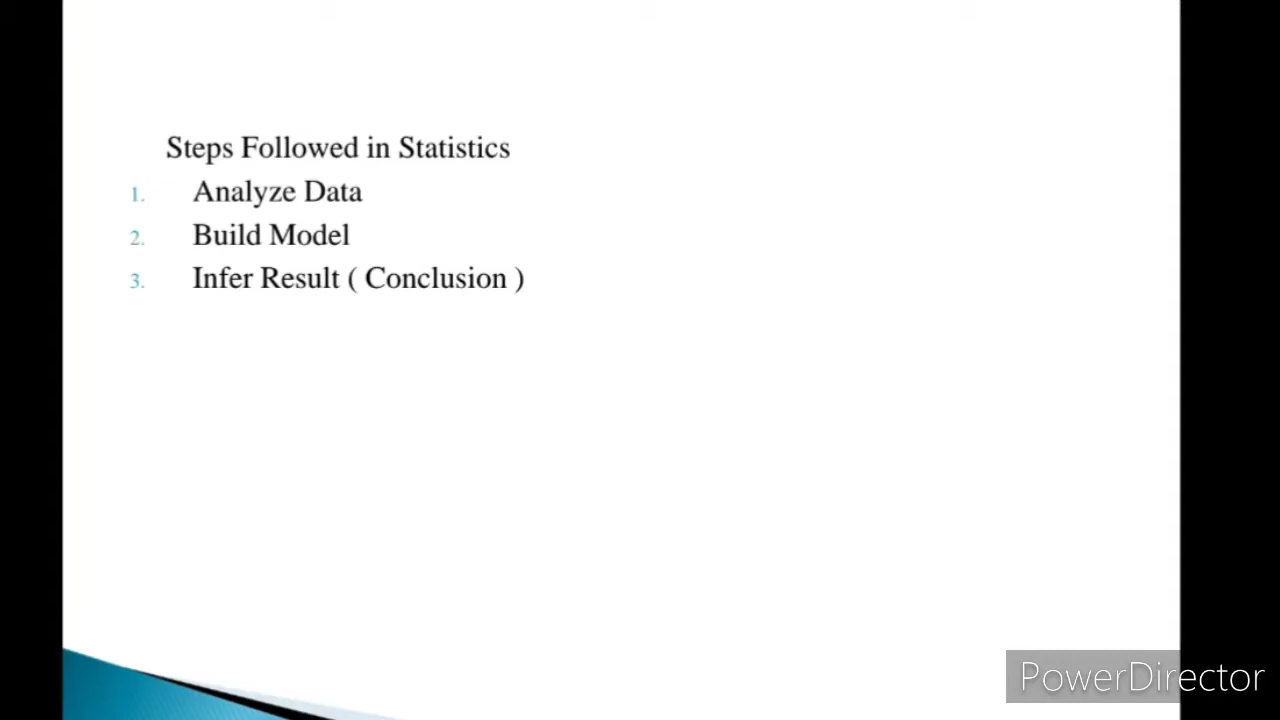 Steps Followed in Statistics
1. Analyze Data
2. Build Model
3. Infer Result ( Conclusion )
PowerDirector